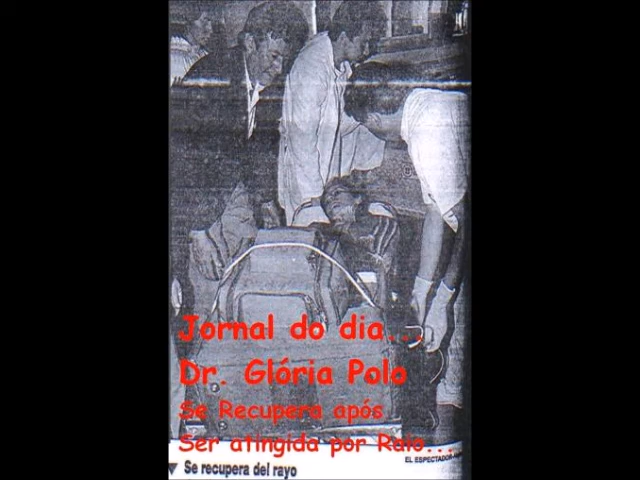 Jornal do dia...
Dr. Glória Polo
Se Recupera após
Ser atingida por Raio...
EL ESPECTADOR
Se recupera del rayo